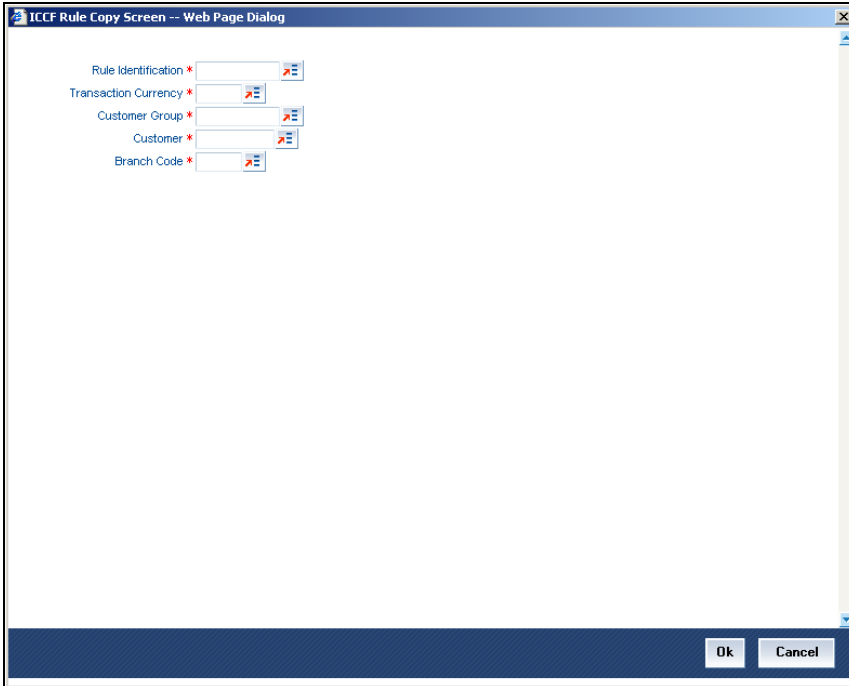 ICCF Rule Copy Screen -- Web Page Dialog
Rule Identification *
Transaction Currency *
Customer Group *
Customer *
Branch Code *
Ok Cancel